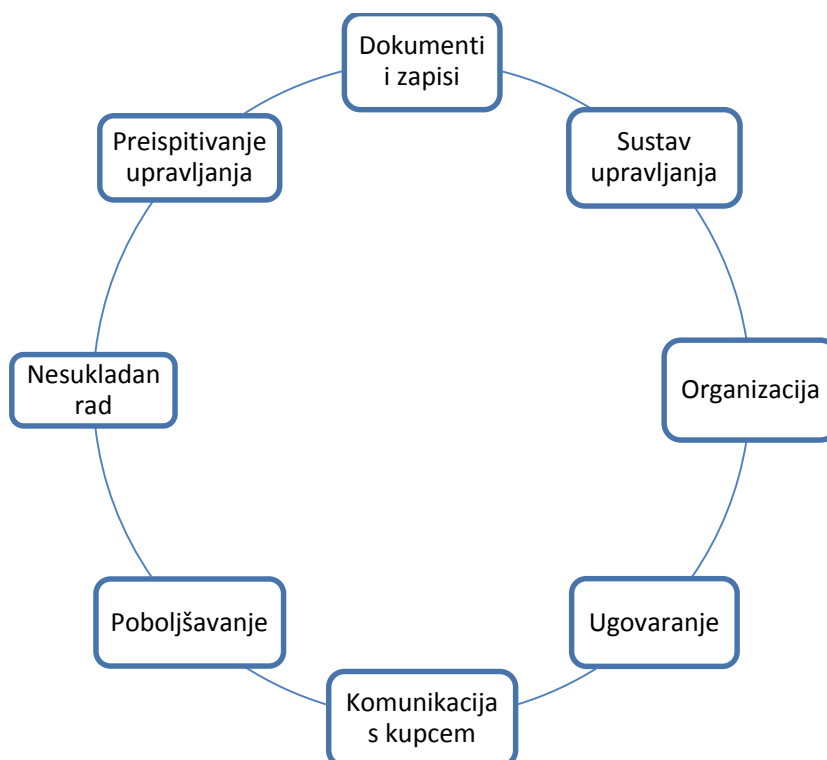 Dokumenti
i zapisi
Sustav
upravljanja
Organizacija
Ugovaranje
Komunikacija
s kupcem
Poboljšavanje
Nesukladan
rad
Preispitivanje
upravljanja